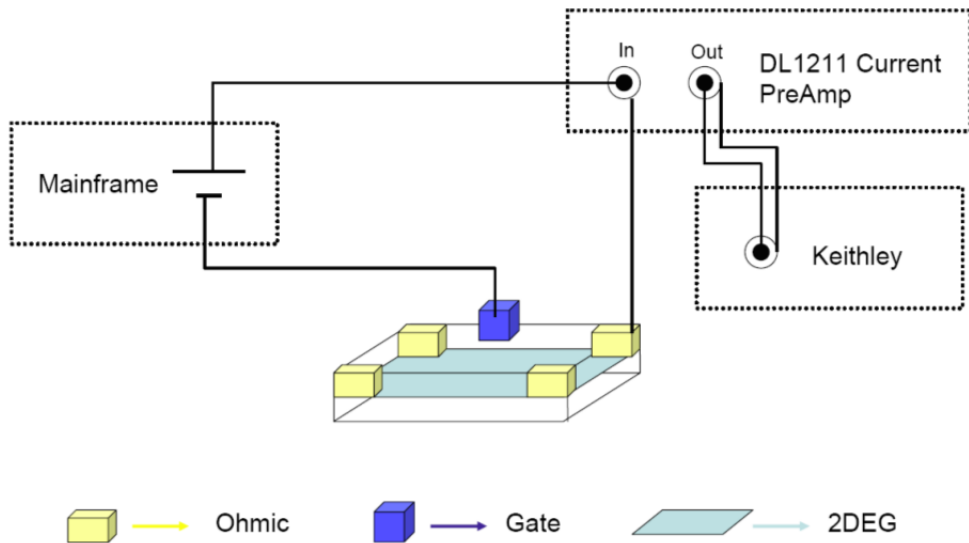 In
Out
DL1211 Current
PreAmp
Mainframe
Keithley
Ohmic
Gate
2DEG